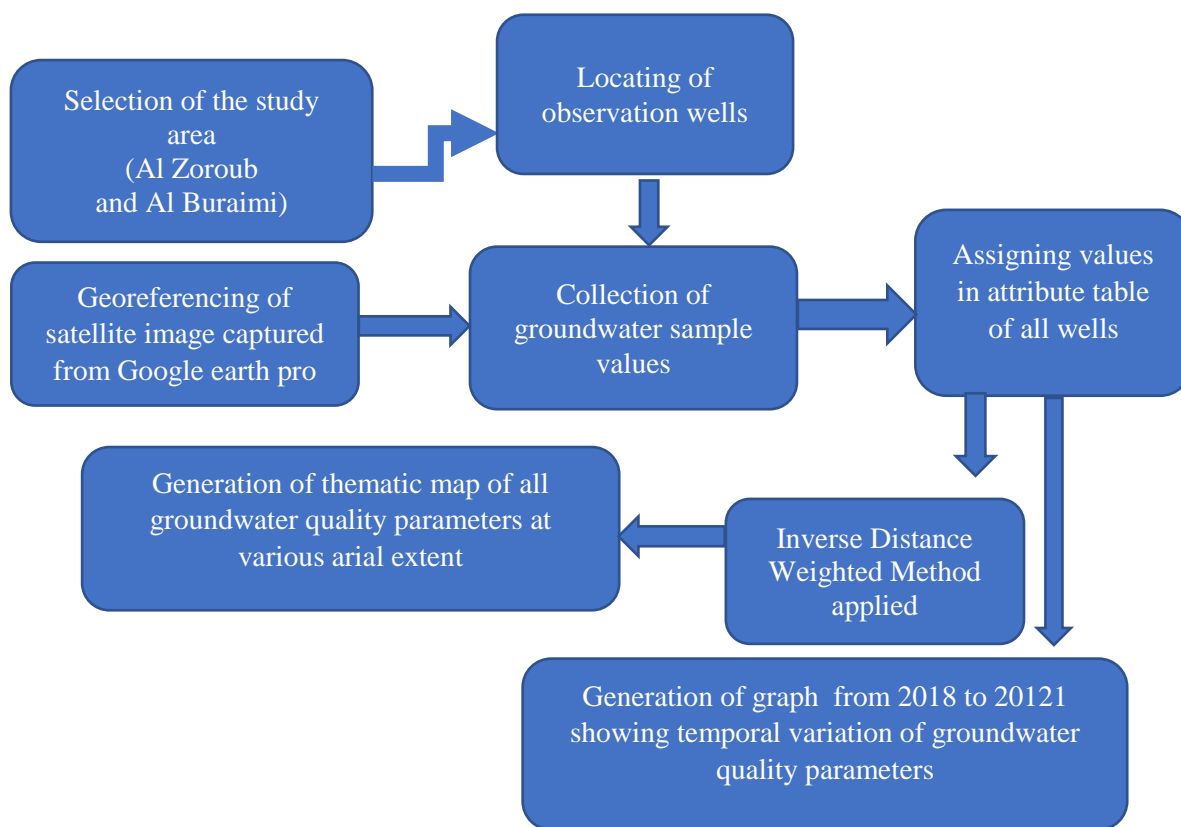 Selection of the study
area
(Al Zoroub
and Al Buraimi)
Locating of
observation wells
Georeferencing of
satellite image captured
from Google earth pro
Collection of
groundwater sample
values
Assigning values
in attribute table
of all wells
Generation of thematic map of all
groundwater quality parameters at
various arial extent
Inverse Distance
Weighted Method
applied
Generation of graph from 2018 to 20121
showing temporal variation of groundwater
quality parameters